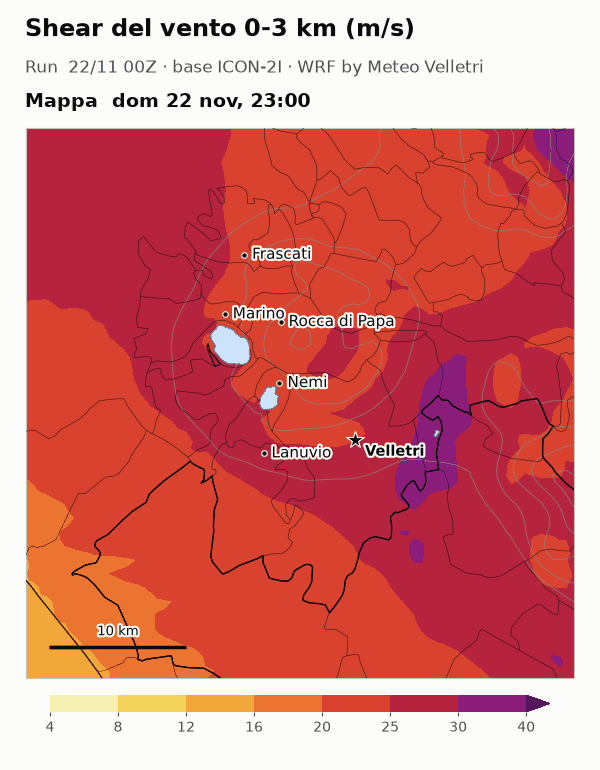 Shear del vento 0-3 km (m/s)
Run  22/11 00Z · base ICON-2I · WRF by Meteo Velletri
Mappa  dom 22 nov, 23:00
Frascati
Marino
Rocca di Papa
Nemi
Velletri
Lanuvio
10 km
4 8 12 16 20 25 30 40